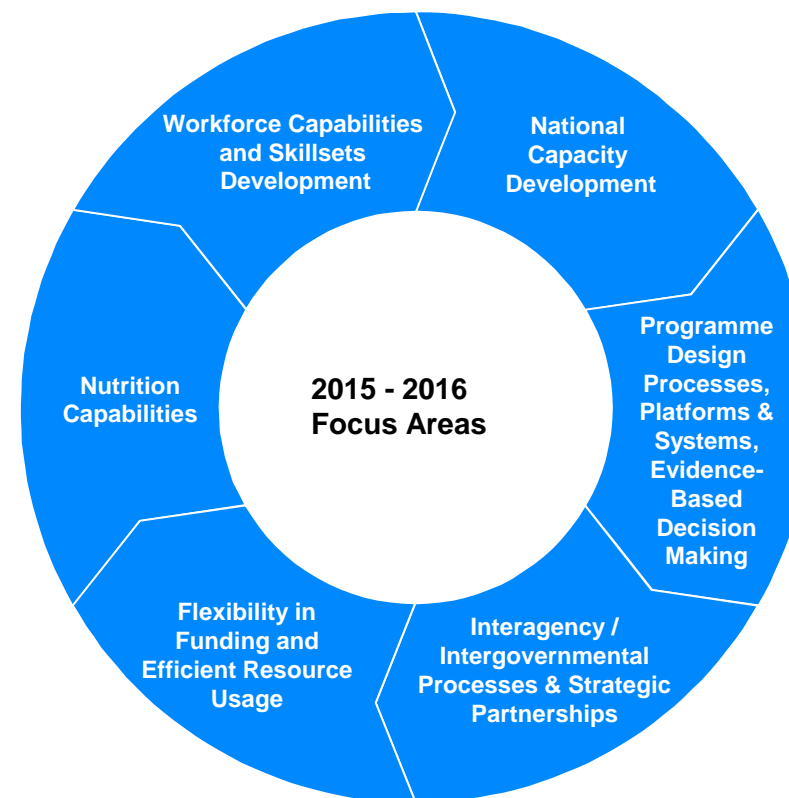 Workforce Capabilities
and Skillsets
Development
National
Capacity
Development
Programme
Design
Processes,
Platforms &
Systems,
Evidence-
Based
Decision
Making
Interagency /
Intergovernmental
Processes & Strategic
Partnerships
Flexibility in
Funding and
Efficient Resource
Usage
Nutrition
Capabilities
2015 - 2016
Focus Areas